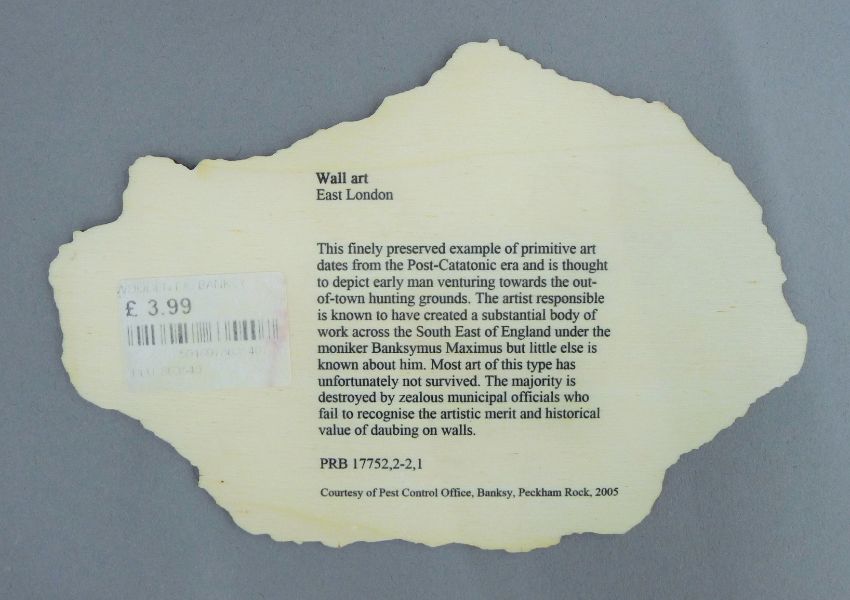 Wall art
East London
This finely preserved example of primitive art
dates from the Post-Catatonic era and is thought
to depict early man venturing towards the out-
of-town hunting grounds. The artist responsible
is known to have created a substantial body of
work across the South East of England under the
moniker Banksymus Maximus but little else is
known about him. Most art of this type has
unfortunately not survived. The majority is
destroyed by zealous municipal officials who
fail to recognise the artistic merit and historical
value of daubing on walls.
PRB 17752,2-2,1
Courtesy of Pest Control Office, Banksy, Peckham Rock, 2005
£ 3.99